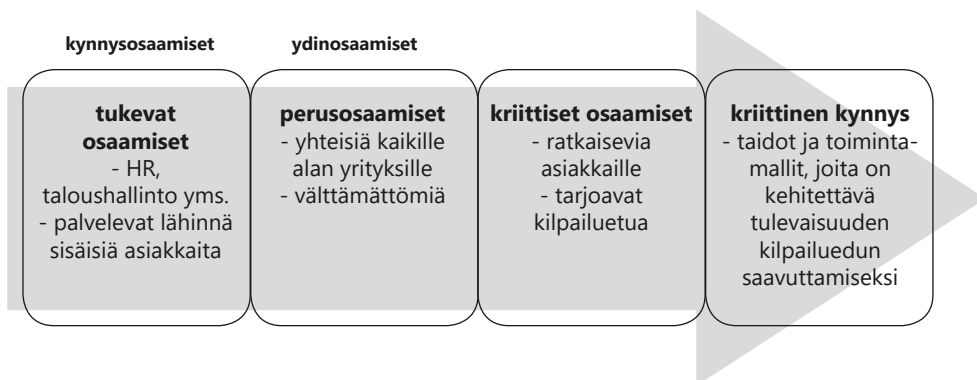 kynnysosaamiset
ydinosaamiset
tukevat
osaamiset
- HR,
taloushallinto yms.
- palvelevat lähinnä
sisäisiä asiakkaita
perusosaamiset
- yhteisiä kaikille
alan yrityksille
- välttämättömiä
kriittiset osaamiset
- ratkaisevia
asiakkaille
- tarjoavat
kilpailuetua
kriittinen kynnys
- taidot ja toiminta-
mallit, joita on
kehitettävä
tulevaisuuden
kilpailuedun
saavuttamiseksi